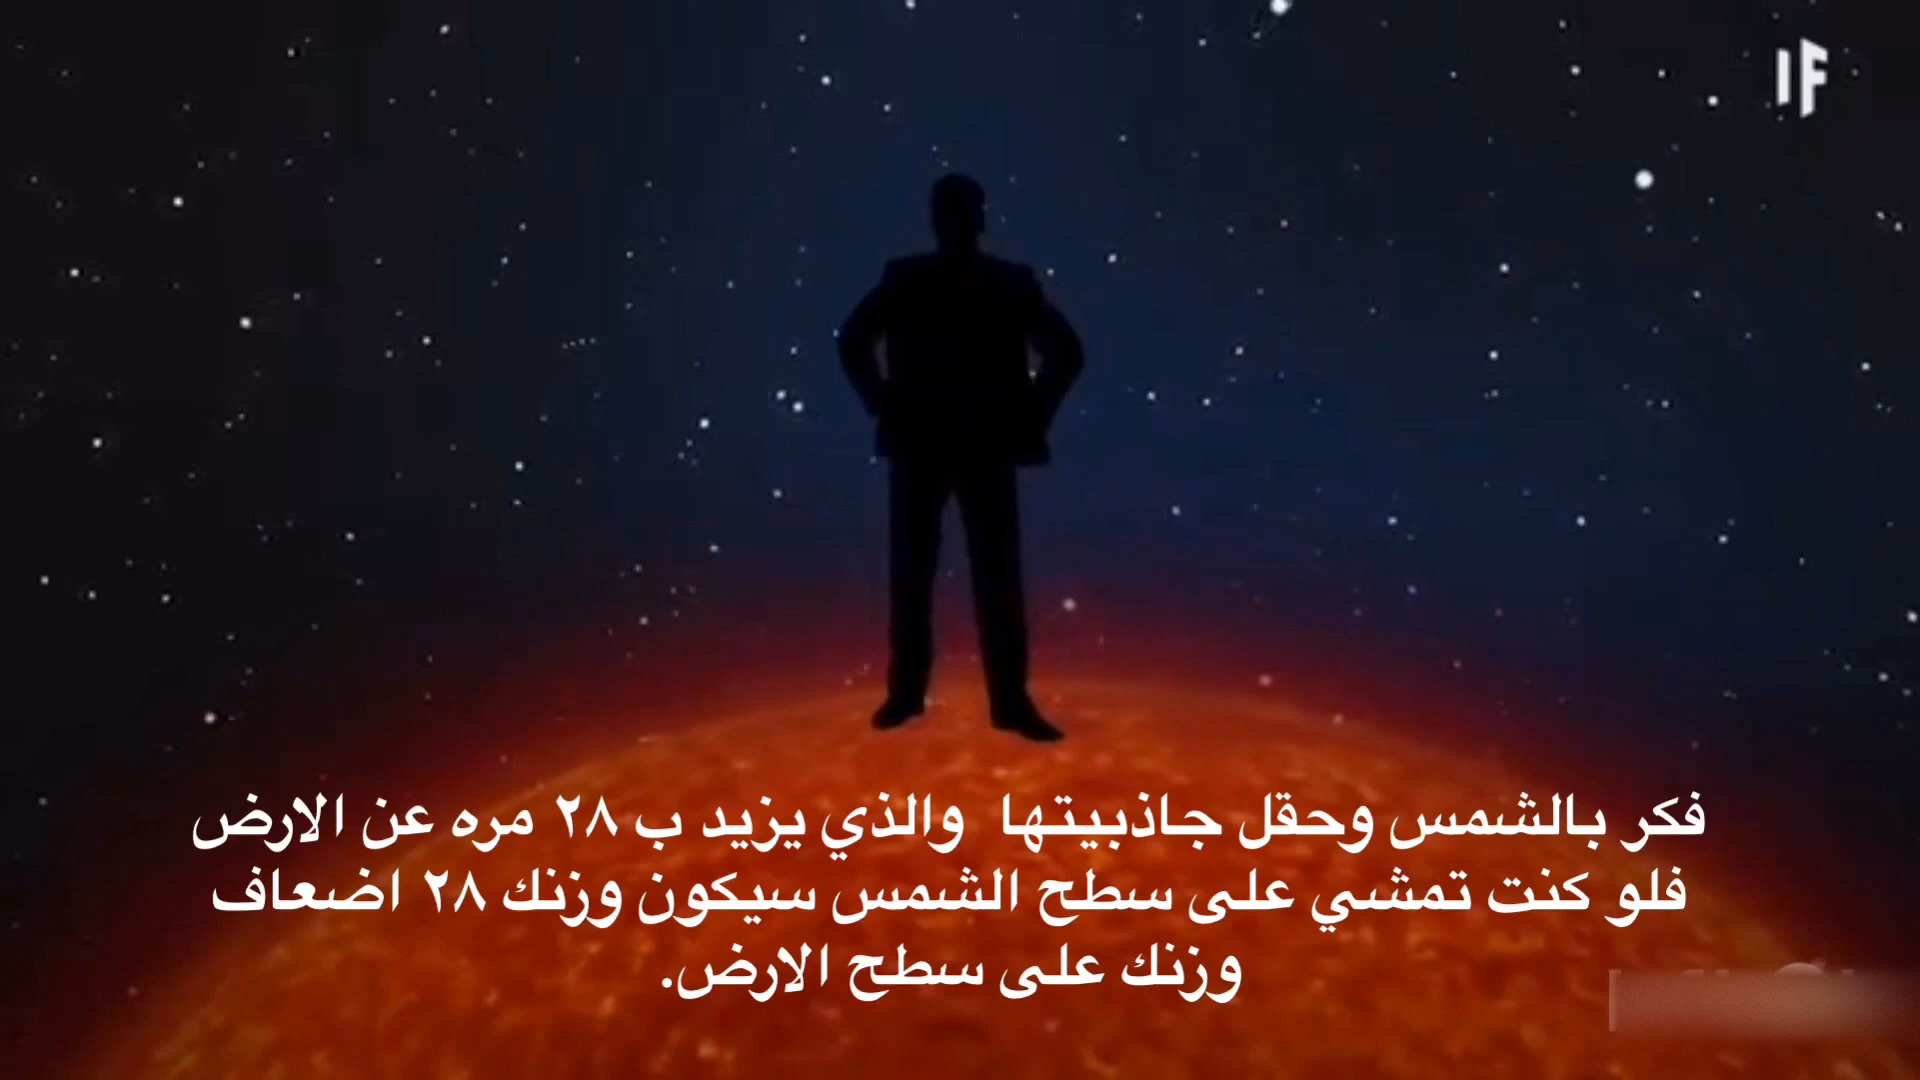 IF
فكر بالشمس وحقل جاذبيتها والذي يزيد ب ٢٨ مره عن الارض
فلو كنت تمشي على سطح الشمس سيكون وزنك ٢٨ اضعاف
وزنك على سطح الارض.